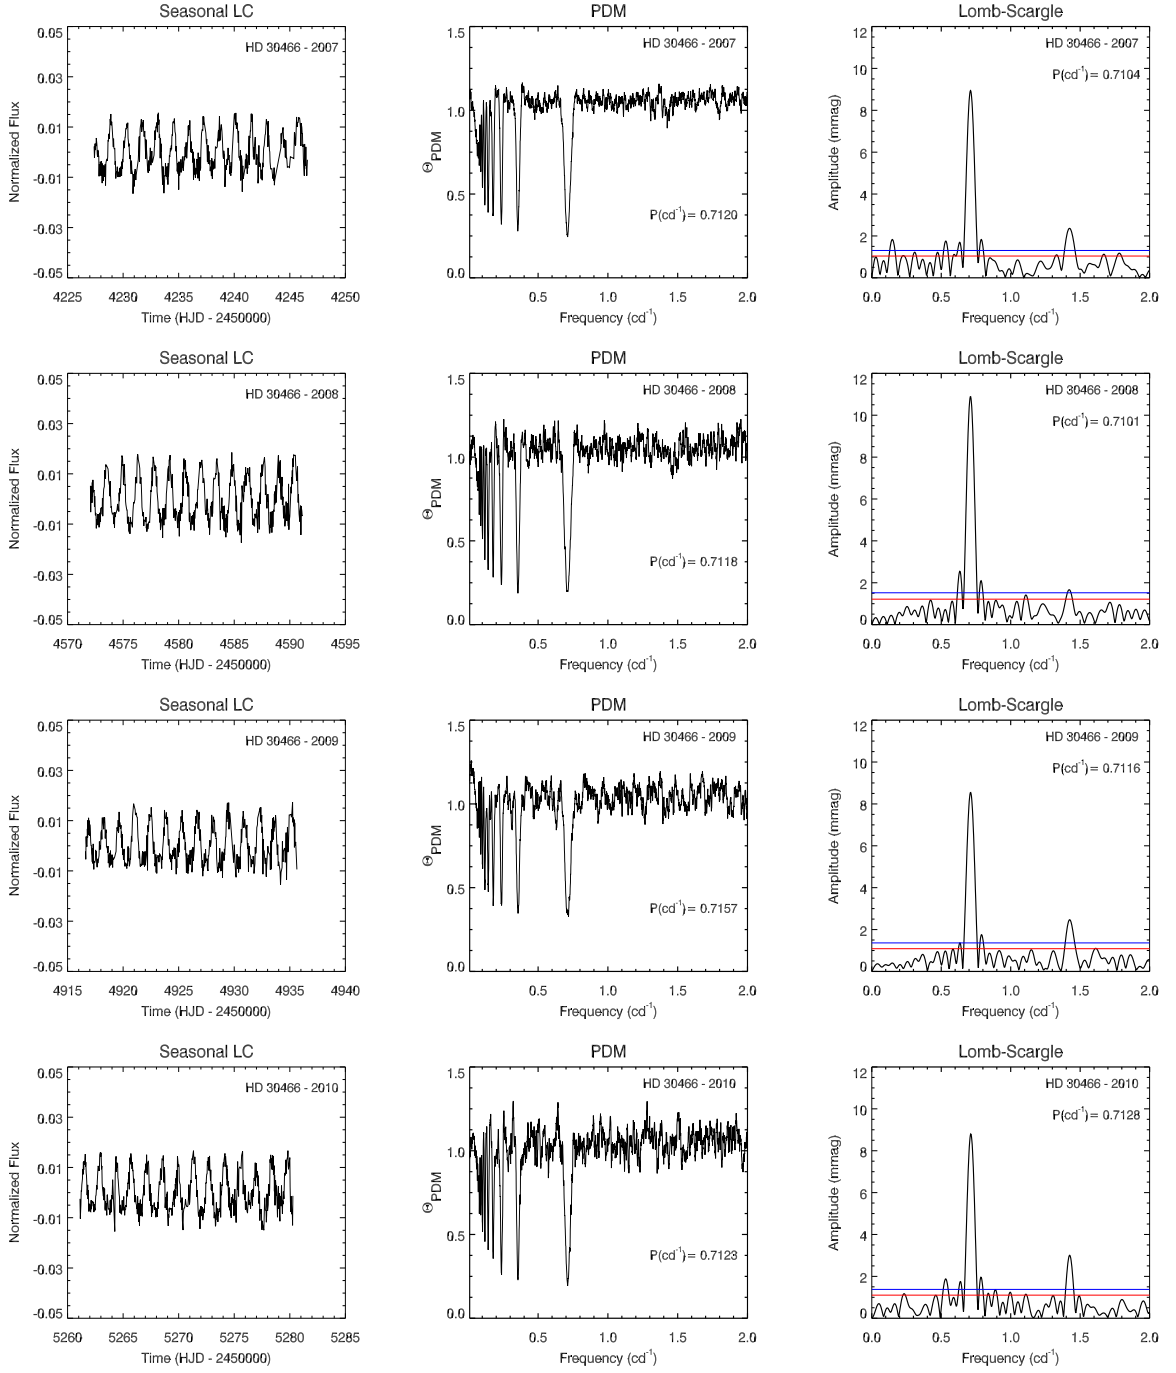 Seasonal LC
PDM
Lomb-Scargle
0.05
0.03
0.01
-0.01
-0.03
-0.05
Normalized Flux
HD 30466 - 2007
4225 4230 4235 4240 4245 4250
Time (HJD - 2450000)
1.5
1.0
0.5
0.0
ΘPDM
HD 30466 - 2007
P(cd-1)= 0.7120
0.5 1.0 1.5 2.0
Frequency (cd-1)
12
10
8
6
4
2
0
Amplitude (mmag)
HD 30466 - 2007
P(cd-1)= 0.7104
0.0 0.5 1.0 1.5 2.0
Frequency (cd-1)
Seasonal LC
PDM
Lomb-Scargle
0.05
0.03
0.01
-0.01
-0.03
-0.05
Normalized Flux
HD 30466 - 2008
4570 4575 4580 4585 4590 4595
Time (HJD - 2450000)
1.5
1.0
0.5
0.0
ΘPDM
HD 30466 - 2008
P(cd-1)= 0.7118
0.5 1.0 1.5 2.0
Frequency (cd-1)
12
10
8
6
4
2
0
Amplitude (mmag)
HD 30466 - 2008
P(cd-1)= 0.7101
0.0 0.5 1.0 1.5 2.0
Frequency (cd-1)
Seasonal LC
PDM
Lomb-Scargle
0.05
0.03
0.01
-0.01
-0.03
-0.05
Normalized Flux
HD 30466 - 2009
4915 4920 4925 4930 4935 4940
Time (HJD - 2450000)
1.5
1.0
0.5
0.0
ΘPDM
HD 30466 - 2009
P(cd-1)= 0.7157
0.5 1.0 1.5 2.0
Frequency (cd-1)
12
10
8
6
4
2
0
Amplitude (mmag)
HD 30466 - 2009
P(cd-1)= 0.7116
0.0 0.5 1.0 1.5 2.0
Frequency (cd-1)
Seasonal LC
PDM
Lomb-Scargle
0.05
0.03
0.01
-0.01
-0.03
-0.05
Normalized Flux
HD 30466 - 2010
5260 5265 5270 5275 5280 5285
Time (HJD - 2450000)
1.5
1.0
0.5
0.0
ΘPDM
HD 30466 - 2010
P(cd-1)= 0.7123
0.5 1.0 1.5 2.0
Frequency (cd-1)
12
10
8
6
4
2
0
Amplitude (mmag)
HD 30466 - 2010
P(cd-1)= 0.7128
0.0 0.5 1.0 1.5 2.0
Frequency (cd-1)